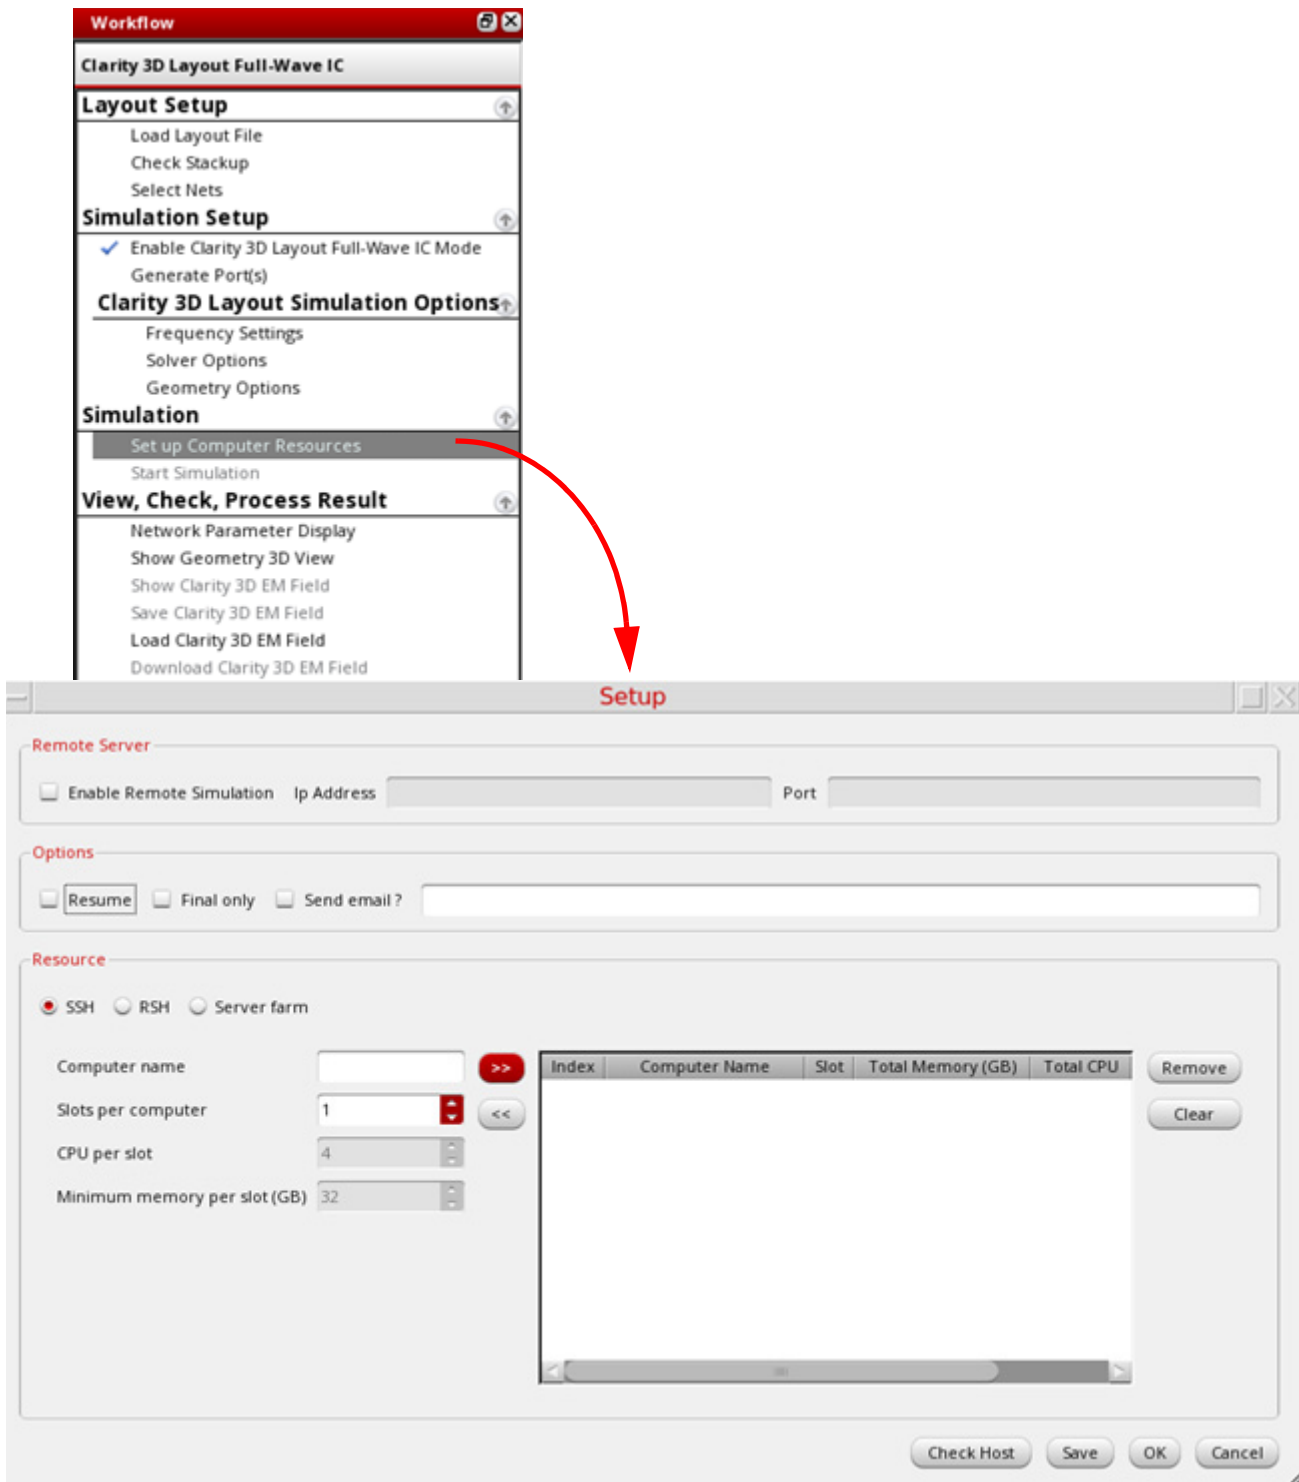 Workflow
Clarity 3D Layout Full-Wave IC
Layout Setup
Load Layout File
Check Stackup
Select Nets
Simulation Setup
Enable Clarity 3D Layout Full-Wave IC Mode
Generate Port(s)
Clarity 3D Layout Simulation Options
Frequency Settings
Solver Options
Geometry Options
Simulation
Set up Computer Resources
Start Simulation
View, Check, Process Result
Network Parameter Display
Show Geometry 3D View
Show Clarity 3D EM Field
Save Clarity 3D EM Field
Load Clarity 3D EM Field
Download Clarity 3D EM Field
Setup
Remote Server
Enable Remote Simulation Ip Address Port
Options
Resume Final only Send email ?
Resource
SSH RSH Server farm
Computer name >> Index Computer Name Slot Total Memory (GB) Total CPU Remove
Slots per computer 1 << Clear
CPU per slot 4
Minimum memory per slot (GB) 32
Check Host Save OK Cancel